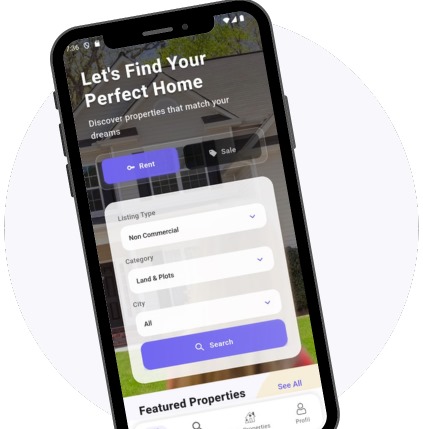 7:36
Let's Find Your
Perfect Home
Discover properties that match your
dreams
Rent
Sale
Listing Type
Non Commercial
Category
Land & Plots
City
All
Search
Featured Properties
See All
Properties
Profil